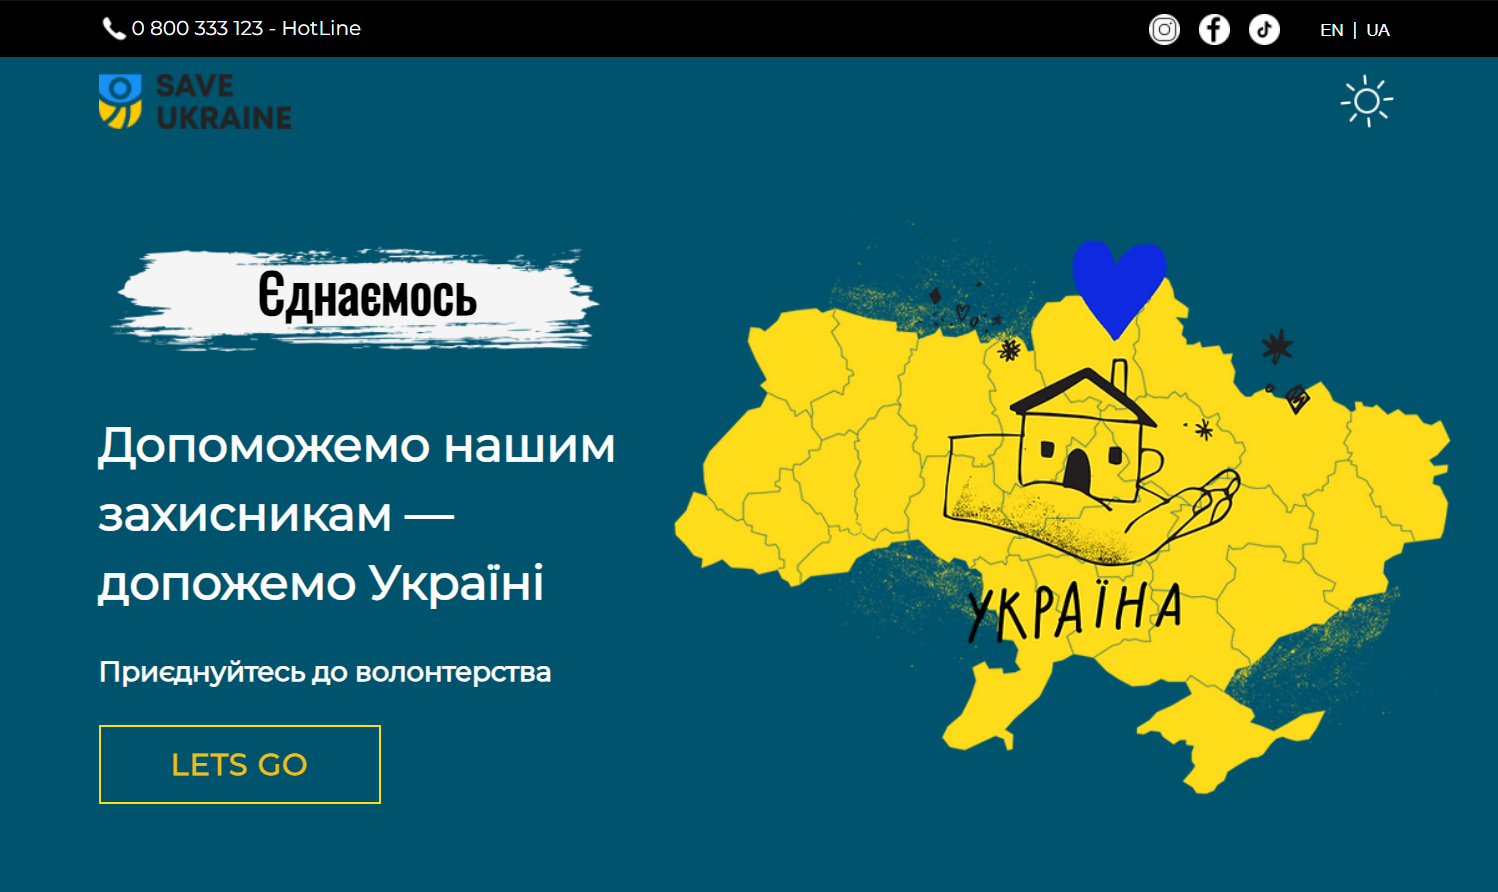 0 800 333 123 - HotLine
EN | UA
SAVE
UKRAINE
Єднаємось
Допоможемо нашим
захисникам —
допожемо Україні
Приєднуйтесь до волонтерства
LETS GO
УКРАЇНА